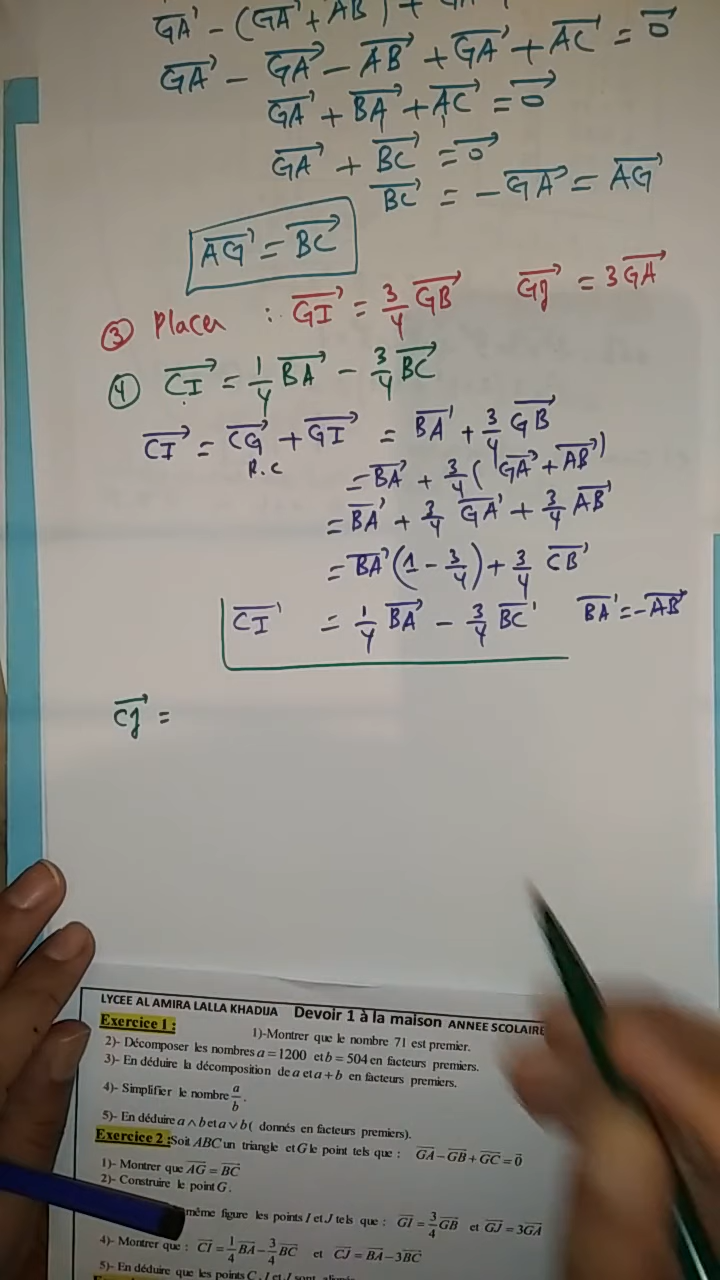 GA - (GA + AB) +
GA - GA - AB + GA + AC = 0
GA + BA + AC = 0
GA + BC = 0
BC = - GA = AG
AG = BC
③ Placer : GI = 3/4 GB GJ = 3GA
④ CI = 1/4 BA - 3/4 BC
CI = CG + GI = BA + 3/4 GB
R.C
= BA + 3/4 (GA + AB)
= BA + 3/4 GA + 3/4 AB
= BA (1 - 3/4) + 3/4 CB
CI = 1/4 BA - 3/4 BC BA = -AB
CJ =
LYCEE AL AMIRA LALLA KHADIJA Devoir 1 à la maison ANNEE SCOLAIRE
Exercice 1 : 1)-Montrer que le nombre 71 est premier.
2)- Décomposer les nombres a = 1200 et b = 504 en facteurs premiers.
3)- En déduire la décomposition de a et a + b en facteurs premiers.
4)- Simplifier le nombre a/b.
5)- En déduire a ∧ b et a ∨ b ( donnés en facteurs premiers).
Exercice 2 : Soit ABC un triangle et G le point tels que : GA - GB + GC = 0
1)- Montrer que AG = BC
2)- Construire le point G.
même figure les points I et J tels que : GI = 3/4 GB et GJ = 3GA
4)- Montrer que : CI = 1/4 BA - 3/4 BC et CJ = BA - 3BC
5)- En déduire que les points C, I et J sont